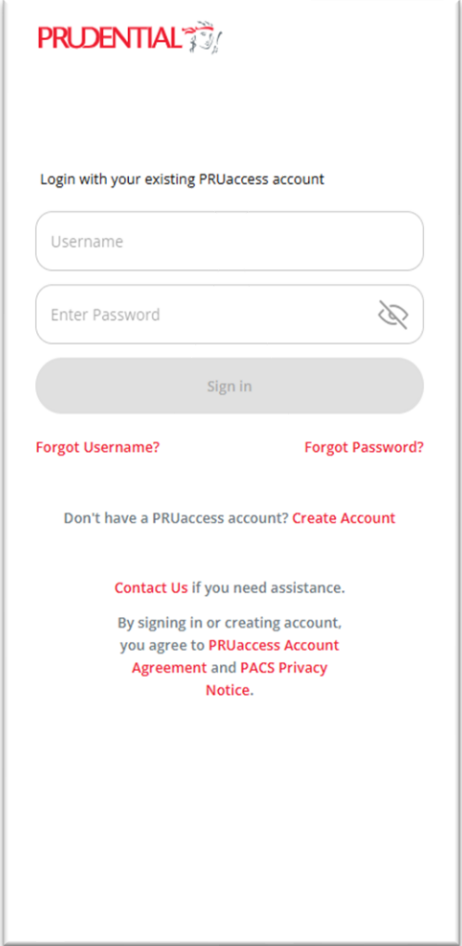 PRUDENTIAL
Login with your existing PRUaccess account
Username
Enter Password
Sign in
Forgot Username? Forgot Password?
Don't have a PRUaccess account? Create Account
Contact Us if you need assistance.
By signing in or creating account,
you agree to PRUaccess Account
Agreement and PACS Privacy
Notice.